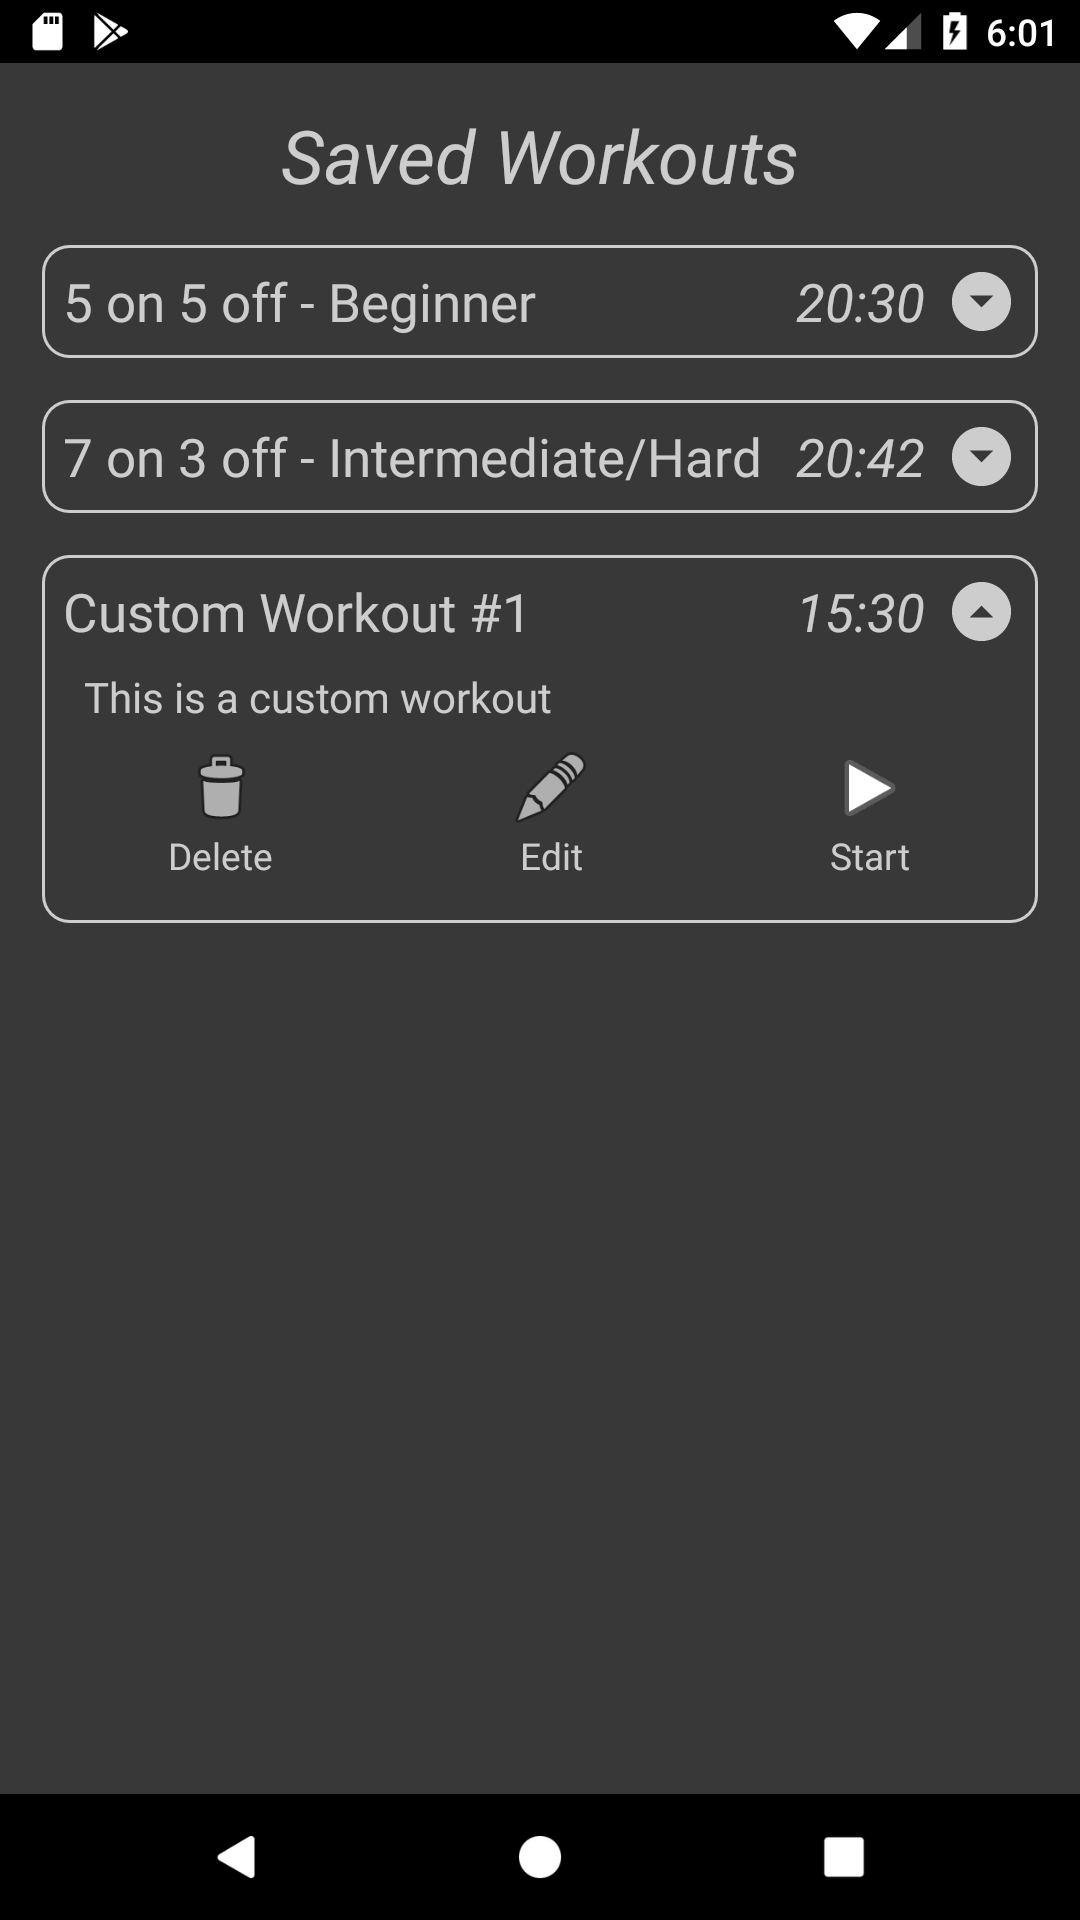 6:01
Saved Workouts
5 on 5 off - Beginner 20:30
7 on 3 off - Intermediate/Hard 20:42
Custom Workout #1 15:30
This is a custom workout
Delete Edit Start